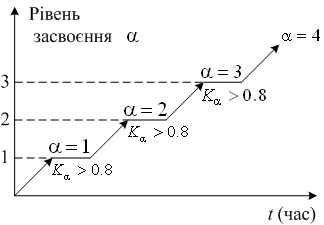 Рівень
засвоєння α
α = 4
3
α = 3
Kα > 0.8
2
α = 2
Kα > 0.8
1
α = 1
Kα > 0.8
t (час)